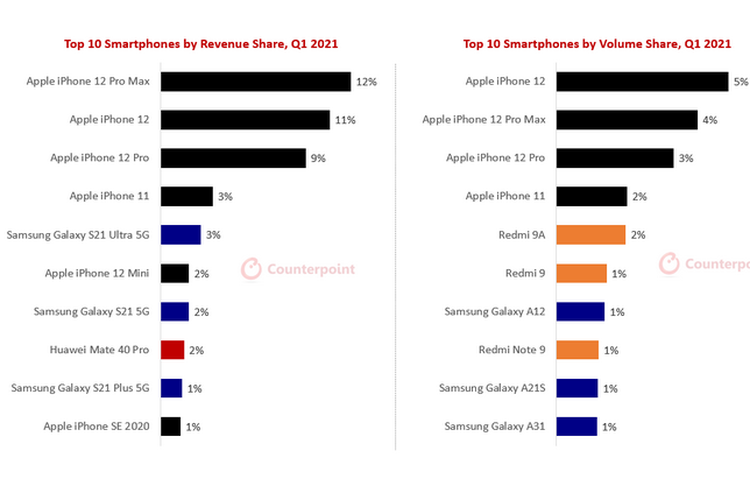 Top 10 Smartphones by Revenue Share, Q1 2021
Apple iPhone 12 Pro Max 12%
Apple iPhone 12 11%
Apple iPhone 12 Pro 9%
Apple iPhone 11 3%
Samsung Galaxy S21 Ultra 5G 3%
Apple iPhone 12 Mini 2%
Samsung Galaxy S21 5G 2%
Huawei Mate 40 Pro 2%
Samsung Galaxy S21 Plus 5G 1%
Apple iPhone SE 2020 1%
Counterpoint
Top 10 Smartphones by Volume Share, Q1 2021
Apple iPhone 12 5%
Apple iPhone 12 Pro Max 4%
Apple iPhone 12 Pro 3%
Apple iPhone 11 2%
Redmi 9A 2%
Redmi 9 1%
Samsung Galaxy A12 1%
Redmi Note 9 1%
Samsung Galaxy A21S 1%
Samsung Galaxy A31 1%
Counterpo